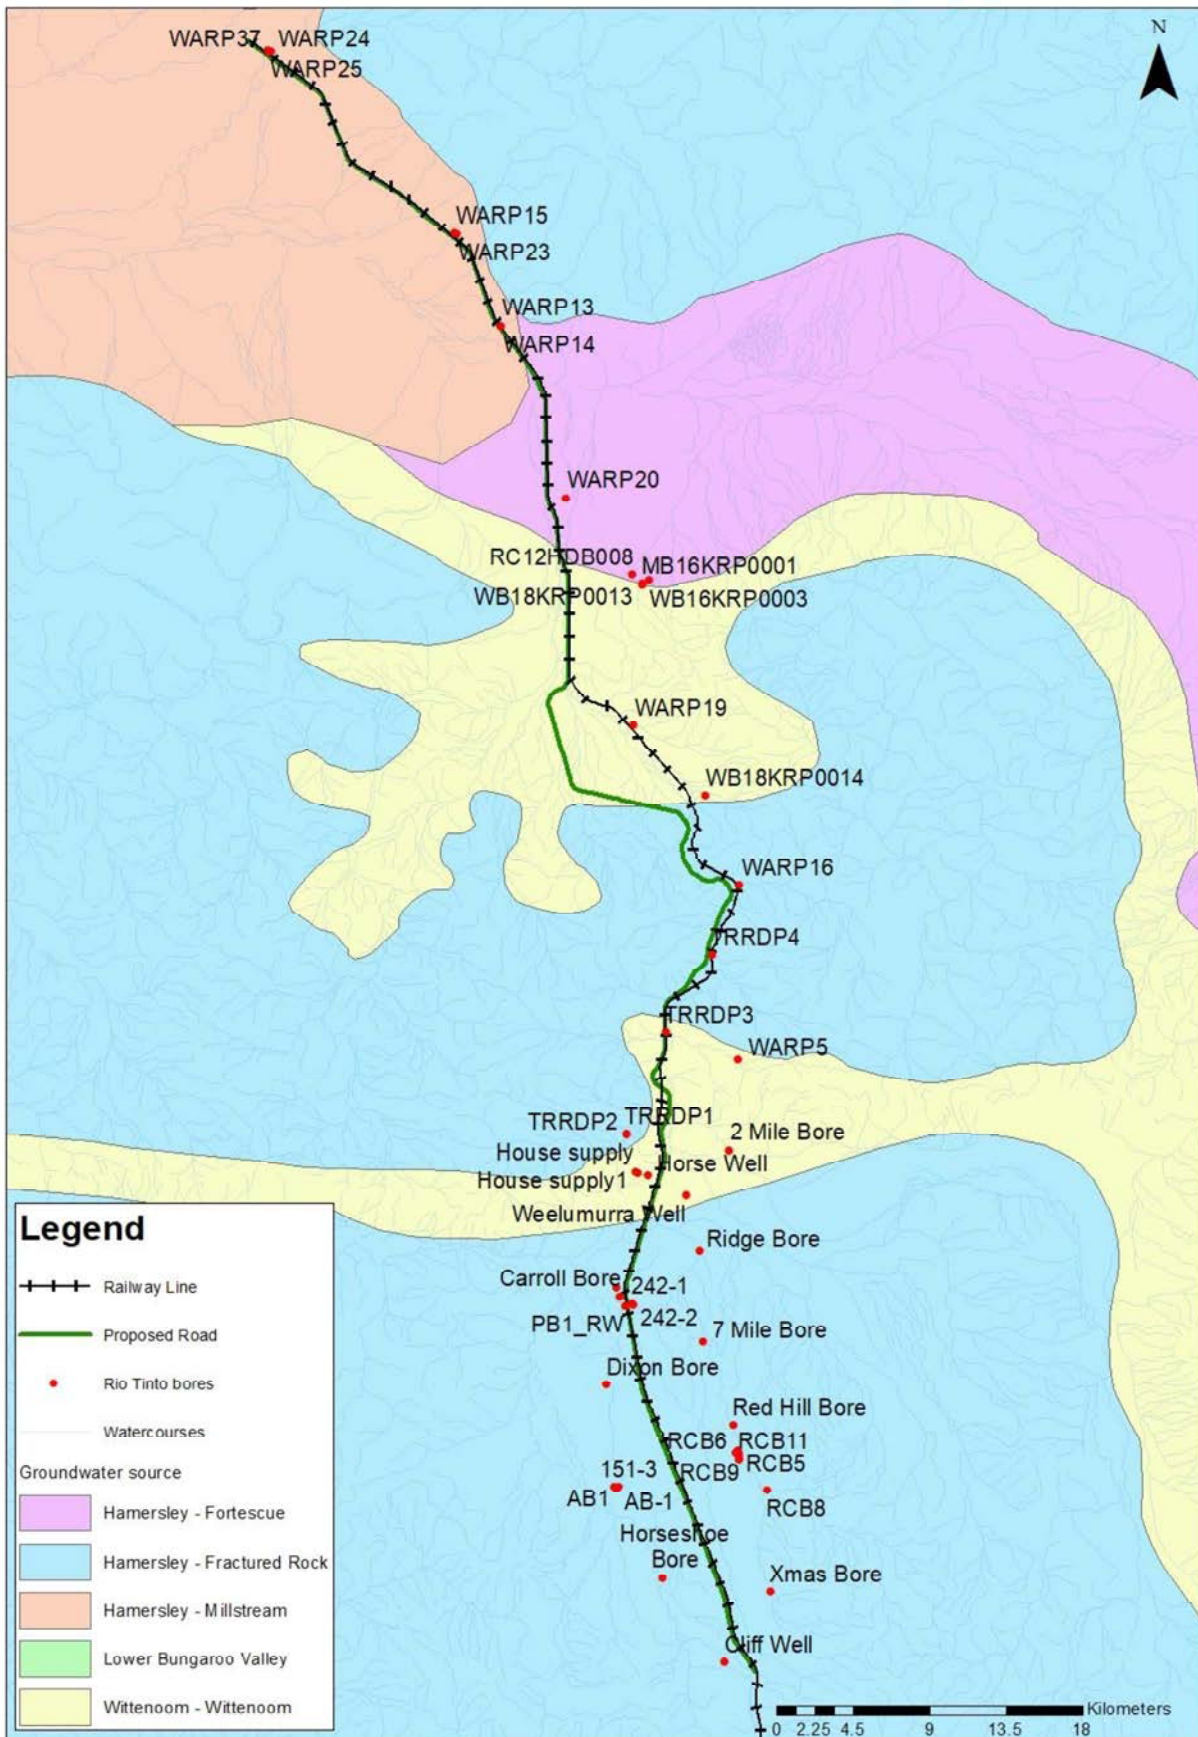 N
WARP37
WARP24
WARP25
WARP15
WARP23
WARP13
WARP14
WARP20
RC12HDB008
MB16KRP0001
WB18KRP0013
WB16KRP0003
WARP19
WB18KRP0014
WARP16
TRRDP4
TRRDP3
WARP5
TRRDP2
TRRDP1
2 Mile Bore
House supply
Horse Well
House supply1
Weelumurra Well
Ridge Bore
Carroll Bore
242-1
PB1_RW
242-2
7 Mile Bore
Dixon Bore
Red Hill Bore
RCB6
RCB11
151-3
RCB9
RCB5
AB1
AB-1
RCB8
Horseshoe
Bore
Xmas Bore
Cliff Well
Legend
Railway Line
Proposed Road
Rio Tinto bores
Watercourses
Groundwater source
Hamersley - Fortescue
Hamersley - Fractured Rock
Hamersley - Millstream
Lower Bungaroo Valley
Wittenoom - Wittenoom
Kilometers
0 2.25 4.5 9 13.5 18